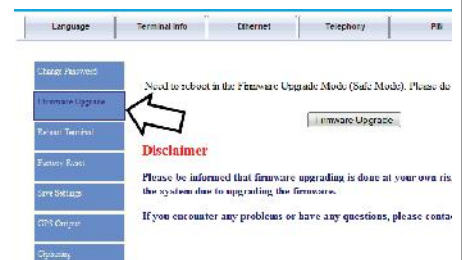 Language Terminal Info Ethernet Telephony
Change Password
Need to reboot in the Firmware Upgrade Mode (Safe Mode). Please do
Firmware Upgrade
Firmware Upgrade
Reboot Terminal
Disclaimer
Factory Reset
Please be informed that firmware upgrading is done at your own ris
Save Settings
the system due to upgrading the firmware.
If you encounter any problems or have any questions, please conta
GPS Output